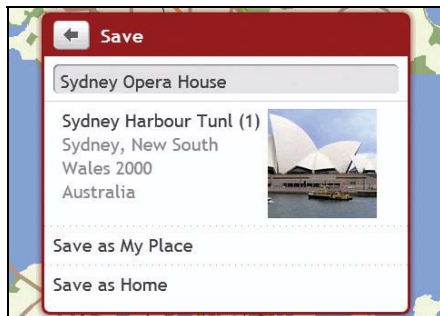 Save
Sydney Opera House
Sydney Harbour Tunl (1)
Sydney, New South
Wales 2000
Australia
Save as My Place
Save as Home